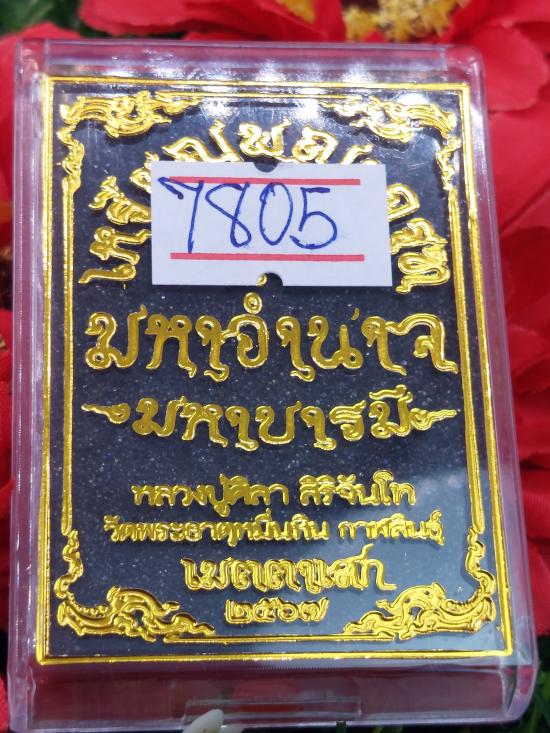 7805
มหาอำนาจ
มหาบารมี
หลวงปู่ศิลา สิริจันโท
วัดพระธาตุหมื่นหิน กาฬสินธุ์
เมตตาเสก
๒๕๖๗